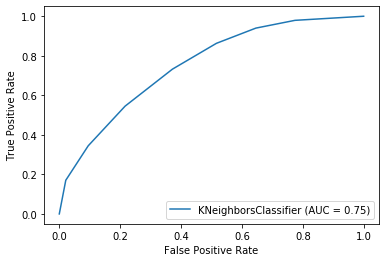 1.0
0.8
0.6
0.4
0.2
0.0
True Positive Rate
KNeighborsClassifier (AUC = 0.75)
0.0 0.2 0.4 0.6 0.8 1.0
False Positive Rate